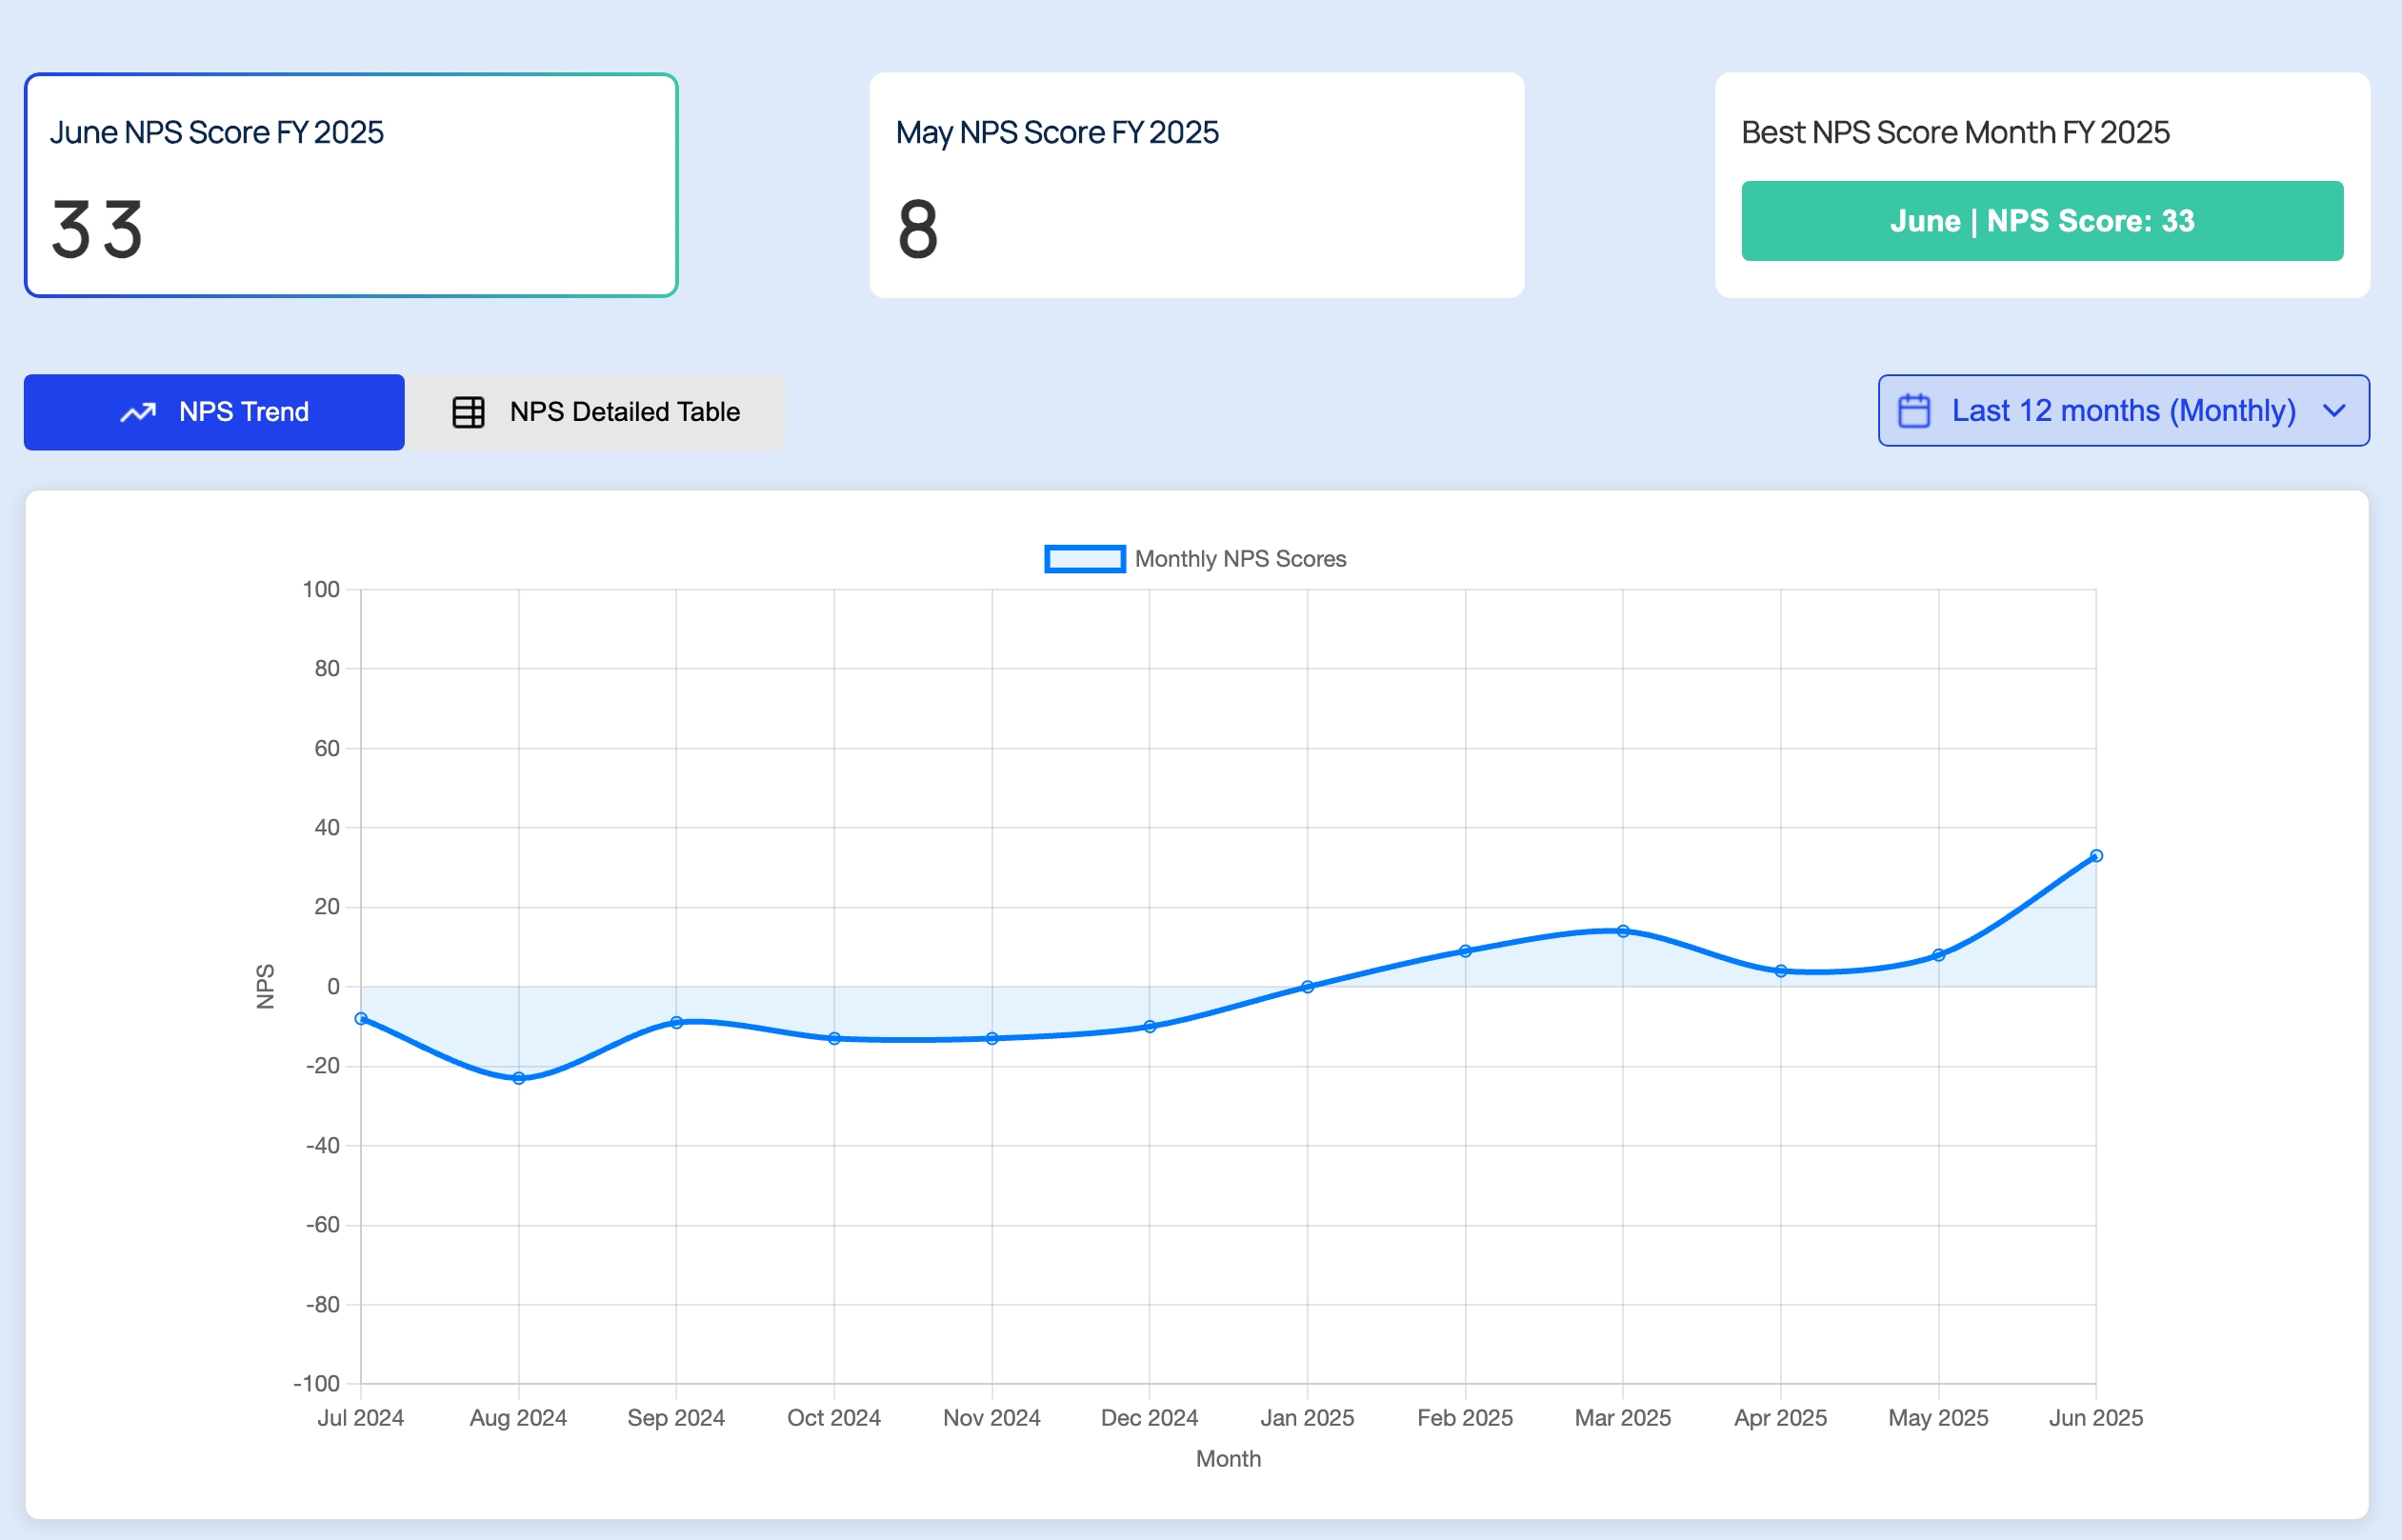 June NPS Score FY 2025
33
May NPS Score FY 2025
8
Best NPS Score Month FY 2025
June | NPS Score: 33
NPS Trend
NPS Detailed Table
Last 12 months (Monthly)
Monthly NPS Scores
100
80
60
40
20
0
-20
-40
-60
-80
-100
NPS
Jul 2024 Aug 2024 Sep 2024 Oct 2024 Nov 2024 Dec 2024 Jan 2025 Feb 2025 Mar 2025 Apr 2025 May 2025 Jun 2025
Month